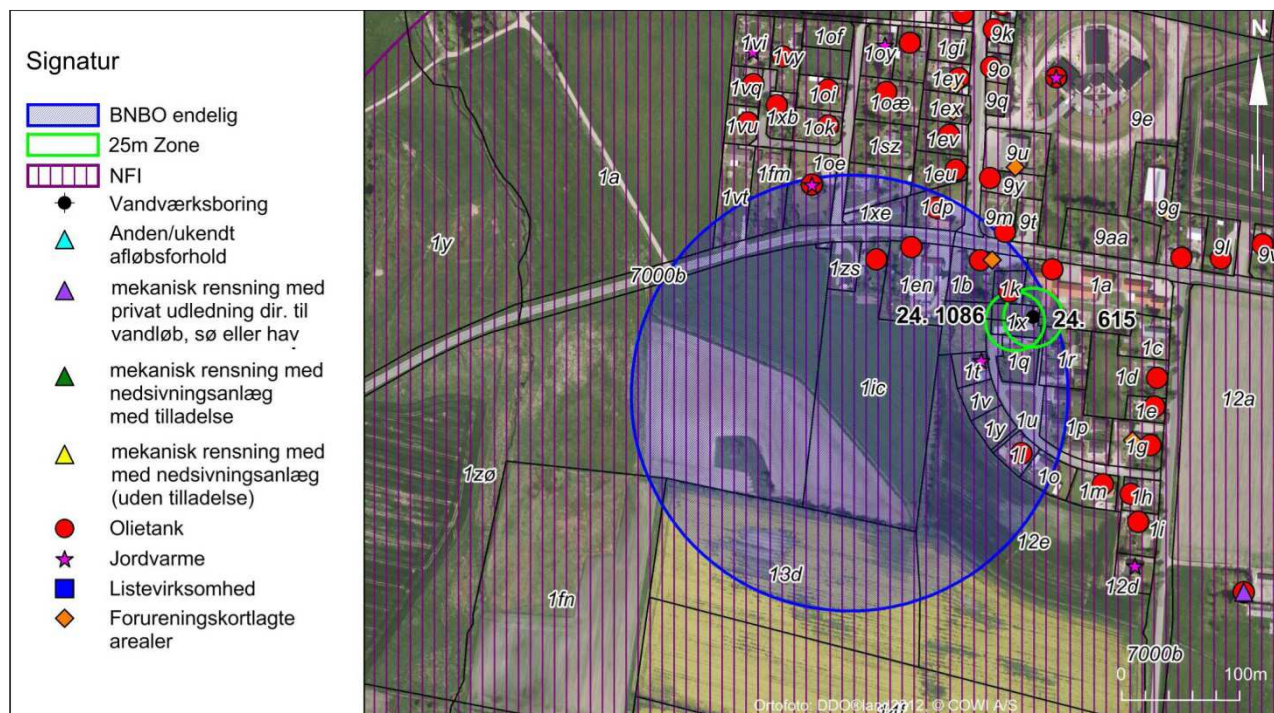 Signatur
BNBO endelig
25m Zone
NFI
Vandværksboring
Anden/ukendt
afløbsforhold
mekanisk rensning med
privat udledning dir. til
vandløb, sø eller hav
mekanisk rensning med
nedsivningsanlæg
med tilladelse
mekanisk rensning med
med nedsivningsanlæg
(uden tilladelse)
Olietank
Jordvarme
Listevirksomhed
Forureningskortlagte
arealer
N
1vi
1vy
1of
1oy
1gi
9k
1vq
1oi
1oæ
1ey
9o
1xb
1ex
9q
9e
1vu
1ok
1sz
1ev
1a
1fm
1oe
1eu
9u
1y
1vt
1xe
1dp
9y
9m
9t
9g
9aa
9l
7000b
1zs
1en
1b
1k
1a
24. 1086
1x
24. 615
1c
1ic
1t
1q
1r
1d
12a
1v
1u
1e
1y
1p
1l
1g
1zø
1o
1m
1h
1i
12e
13d
12d
1fn
7000b
0
100m
Ortofoto: DDO®land2012, © COWI A/S